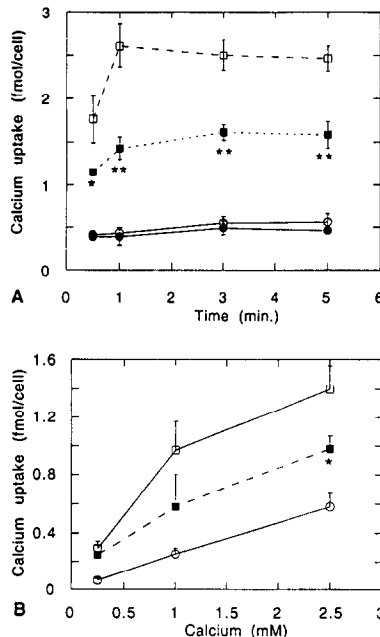 Calcium uptake (fmol/cell)
3
2
1
0
★
★★
★★
★★
0 1 2 3 4 5 6
A
Time (min.)
Calcium uptake (fmol/cell)
1.6
1.2
0.8
0.4
0
★
0 0.5 1 1.5 2 2.5 3
B
Calcium (mM)